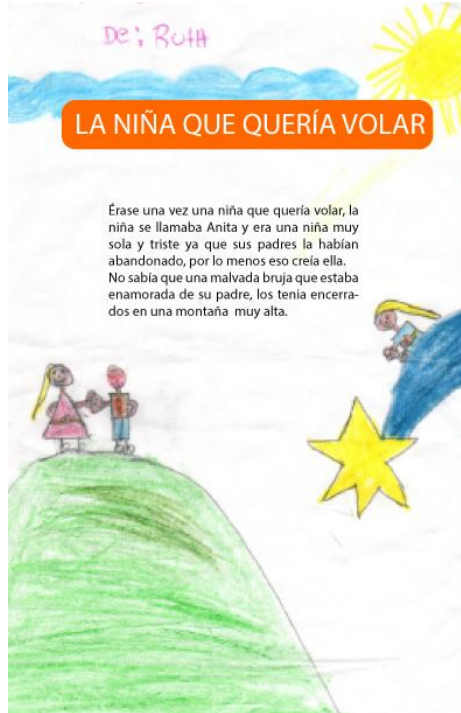 De: Ruth
LA NIÑA QUE QUERÍA VOLAR
Érase una vez una niña que quería volar, la
niña se llamaba Anita y era una niña muy
sola y triste ya que sus padres la habían
abandonado, por lo menos eso creía ella.
No sabía que una malvada bruja que estaba
enamorada de su padre, los tenia encerra-
dos en una montaña muy alta.